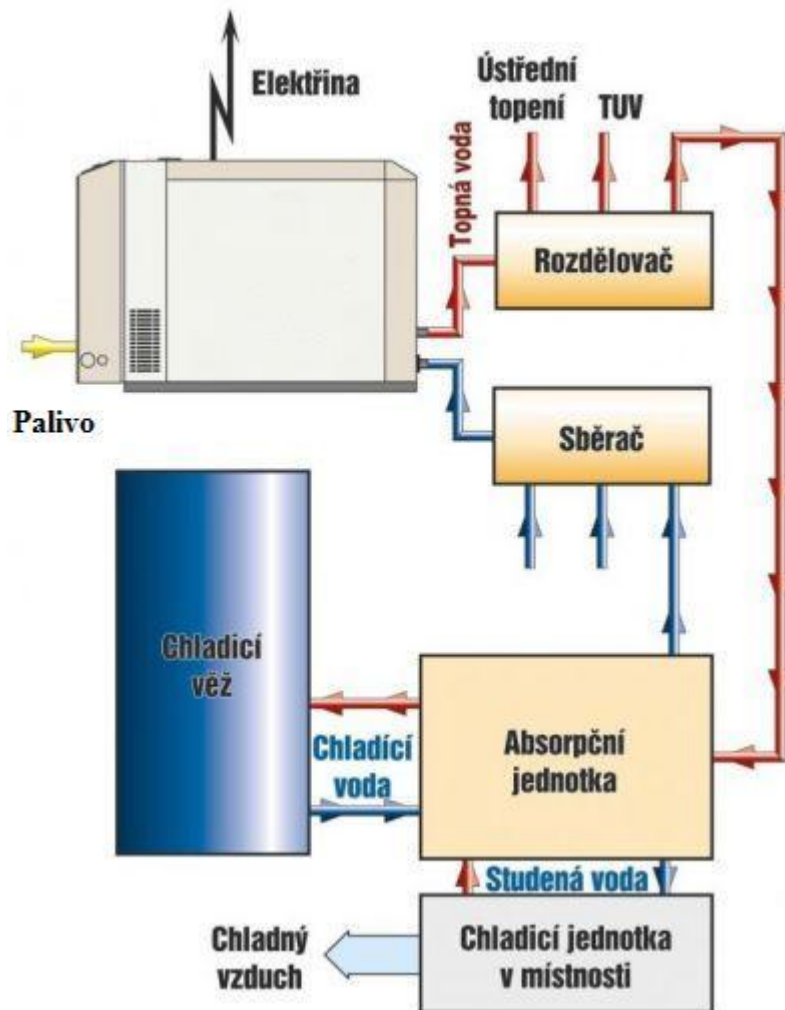 Elektřina
Ústřední
topení
TUV
Topná voda
Rozdělovač
Palivo
Sběrač
Chladicí
věž
Chladící
voda
Absorpční
jednotka
Studená voda
Chladný
vzduch
Chladicí jednotka
v místnosti